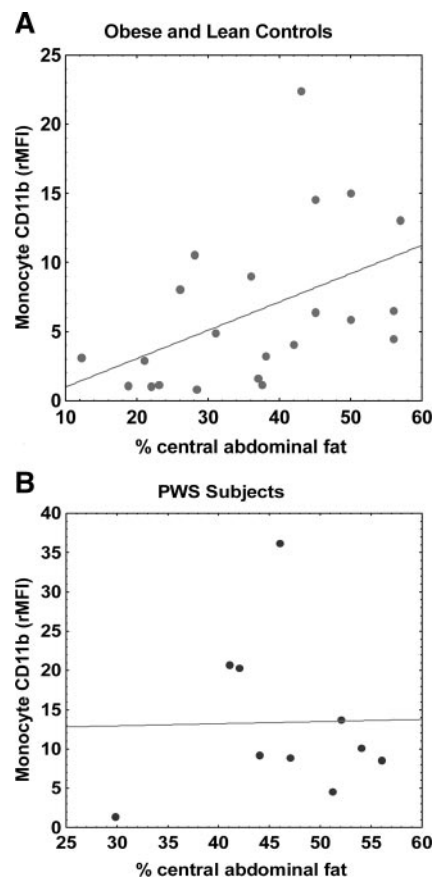 A
Obese and Lean Controls
25
20
15
10
5
0
Monocyte CD11b (rMFI)
10 20 30 40 50 60
% central abdominal fat
B
PWS Subjects
40
35
30
25
20
15
10
5
0
Monocyte CD11b (rMFI)
25 30 35 40 45 50 55 60
% central abdominal fat